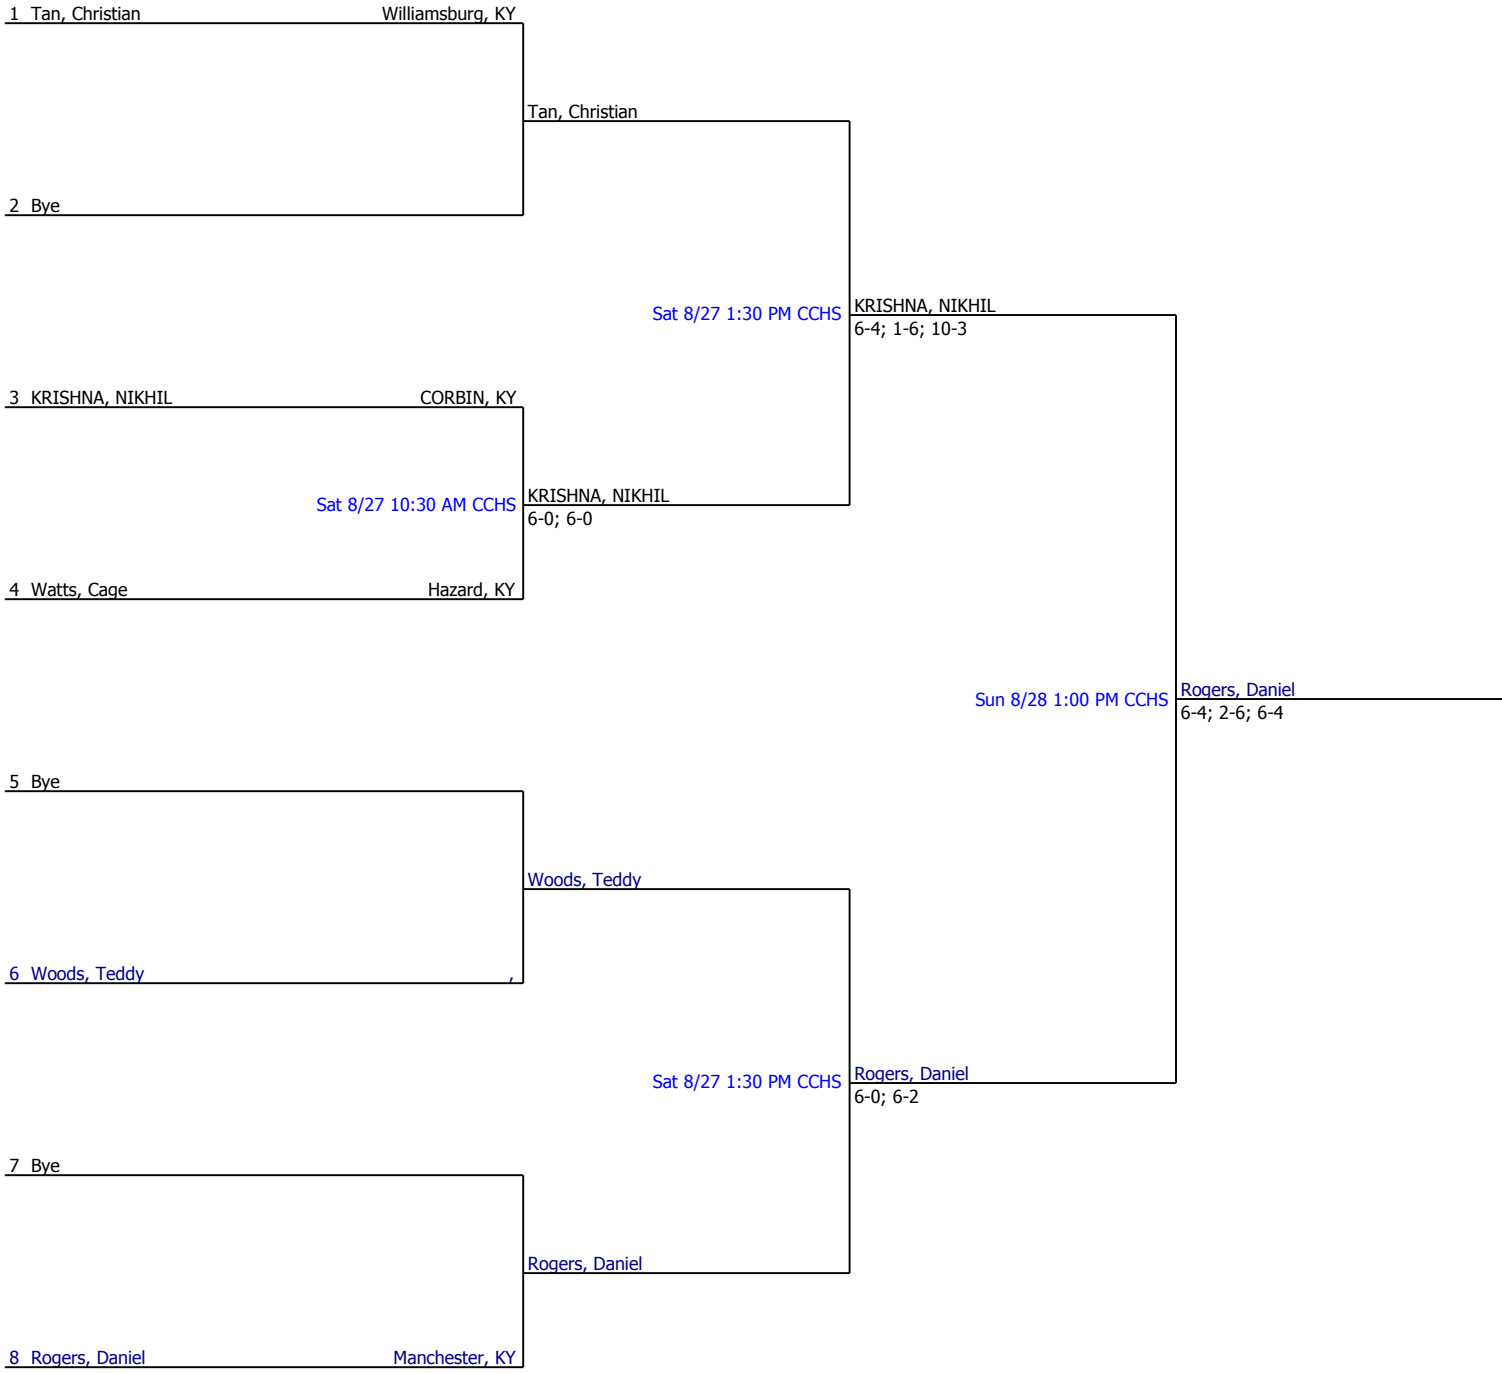 1 Tan, Christian Williamsburg, KY
Tan, Christian
2 Bye
Sat 8/27 1:30 PM CCHS KRISHNA, NIKHIL
6-4; 1-6; 10-3
3 KRISHNA, NIKHIL CORBIN, KY
Sat 8/27 10:30 AM CCHS KRISHNA, NIKHIL
6-0; 6-0
4 Watts, Cage Hazard, KY
Sun 8/28 1:00 PM CCHS Rogers, Daniel
6-4; 2-6; 6-4
5 Bye
Woods, Teddy
6 Woods, Teddy ,
Sat 8/27 1:30 PM CCHS Rogers, Daniel
6-0; 6-2
7 Bye
Rogers, Daniel
8 Rogers, Daniel Manchester, KY